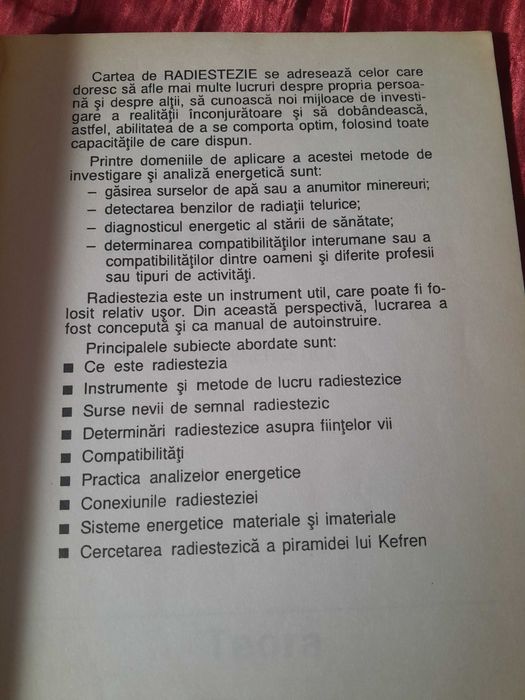 Cartea de RADIESTEZIE se adresează celor care
doresc să afle mai multe lucruri despre propria persoa-
nă şi despre alţii, să cunoască noi mijloace de investi-
gare a realităţii înconjurătoare şi să dobândească,
astfel, abilitatea de a se comporta optim, folosind toate
capacităţile de care dispun.
Printre domeniile de aplicare a acestei metode de
investigare şi analiză energetică sunt:
– găsirea surselor de apă sau a anumitor minereuri;
– detectarea benzilor de radiaţii telurice;
– diagnosticul energetic al stării de sănătate;
– determinarea compatibilităţilor interumane sau a
compatibilităţilor dintre oameni şi diferite profesii
sau tipuri de activităţi.
Radiestezia este un instrument util, care poate fi fo-
losit relativ uşor. Din această perspectivă, lucrarea a
fost concepută şi ca manual de autoinstruire.
Principalele subiecte abordate sunt:
■ Ce este radiestezia
■ Instrumente şi metode de lucru radiestezice
■ Surse nevii de semnal radiestezic
■ Determinări radiestezice asupra fiinţelor vii
■ Compatibilităţi
■ Practica analizelor energetice
■ Conexiunile radiesteziei
■ Sisteme energetice materiale şi imateriale
■ Cercetarea radiestezică a piramidei lui Kefren
Teora